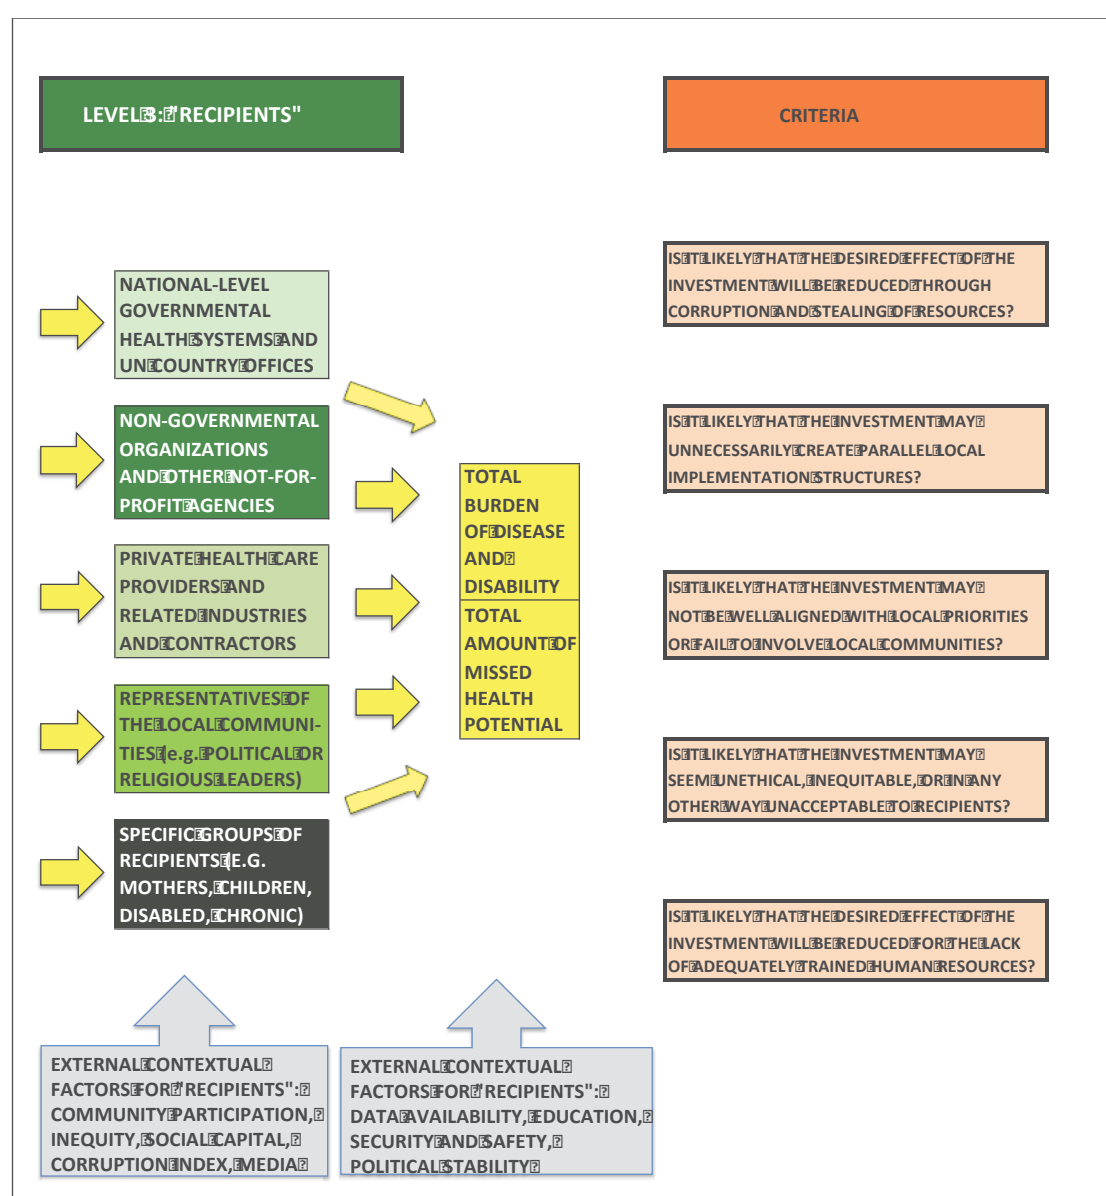 LEVEL 3: "RECIPIENTS"
CRITERIA
NATIONAL-LEVEL
GOVERNMENTAL
HEALTH SYSTEMS AND
UN COUNTRY OFFICES
NON-GOVERNMENTAL
ORGANIZATIONS
AND OTHER NOT-FOR-
PROFIT AGENCIES
PRIVATE HEALTH CARE
PROVIDERS AND
RELATED INDUSTRIES
AND CONTRACTORS
REPRESENTATIVES OF
THE LOCAL COMMUNI-
TIES (e.g. POLITICAL OR
RELIGIOUS LEADERS)
SPECIFIC GROUPS OF
RECIPIENTS (E.G.
MOTHERS, CHILDREN,
DISABLED, CHRONIC)
TOTAL
BURDEN
OF DISEASE
AND
DISABILITY
TOTAL
AMOUNT OF
MISSED
HEALTH
POTENTIAL
IS IT LIKELY THAT THE DESIRED EFFECT OF THE
INVESTMENT WILL BE REDUCED THROUGH
CORRUPTION AND STEALING OF RESOURCES?
IS IT LIKELY THAT THE INVESTMENT MAY
UNNECESSARILY CREATE PARALLEL LOCAL
IMPLEMENTATION STRUCTURES?
IS IT LIKELY THAT THE INVESTMENT MAY
NOT BE WELL ALIGNED WITH LOCAL PRIORITIES
OR FAIL TO INVOLVE LOCAL COMMUNITIES?
IS IT LIKELY THAT THE INVESTMENT MAY
SEEM UNETHICAL, INEQUITABLE, OR IN ANY
OTHER WAY UNACCEPTABLE TO RECIPIENTS?
IS IT LIKELY THAT THE DESIRED EFFECT OF THE
INVESTMENT WILL BE REDUCED FOR THE LACK
OF ADEQUATELY TRAINED HUMAN RESOURCES?
EXTERNAL CONTEXTUAL
FACTORS FOR "RECIPIENTS":
COMMUNITY PARTICIPATION,
INEQUITY, SOCIAL CAPITAL,
CORRUPTION INDEX, MEDIA
EXTERNAL CONTEXTUAL
FACTORS FOR "RECIPIENTS":
DATA AVAILABILITY, EDUCATION,
SECURITY AND SAFETY,
POLITICAL STABILITY